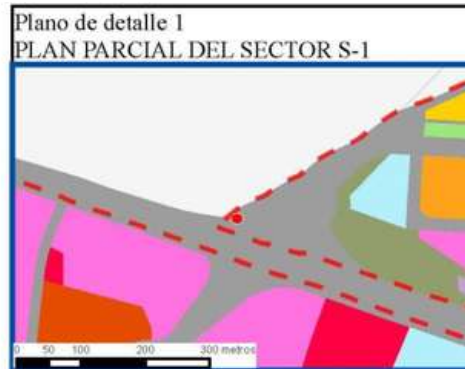 Plano de detalle 1
PLAN PARCIAL DEL SECTOR S-1
0 50 100 200 300 metros